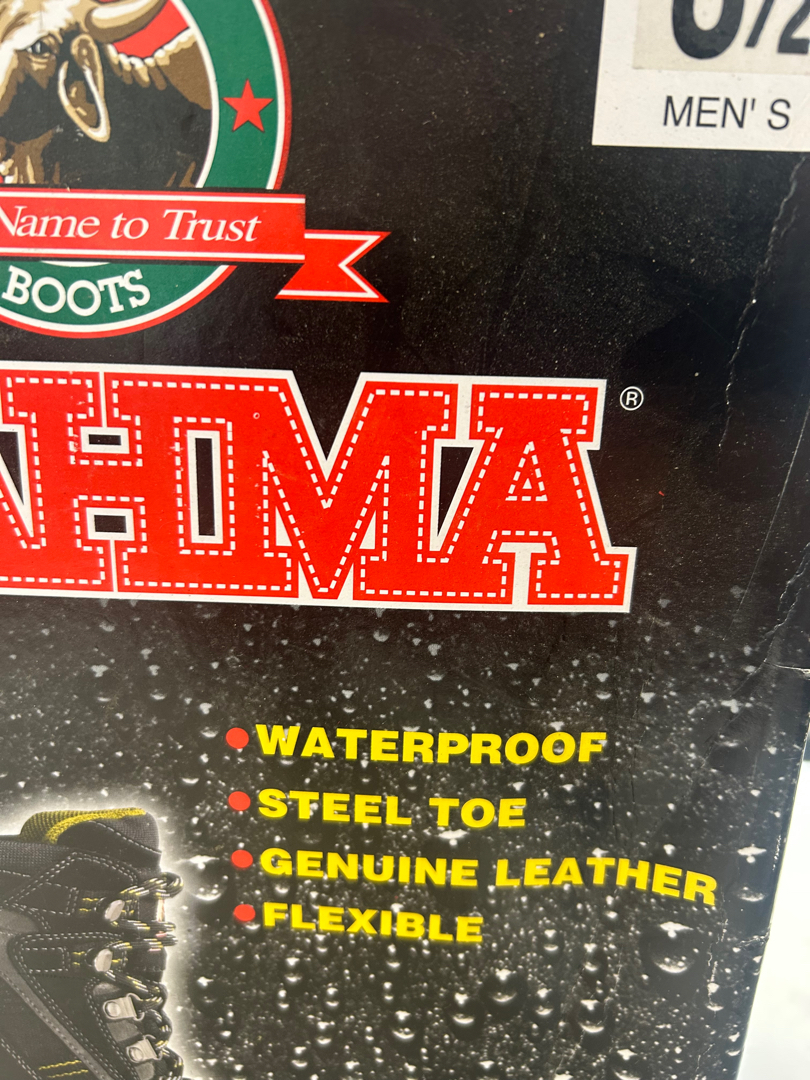 MEN'S
Name to Trust
BOOTS
HMA
®
WATERPROOF
STEEL TOE
GENUINE LEATHER
FLEXIBLE